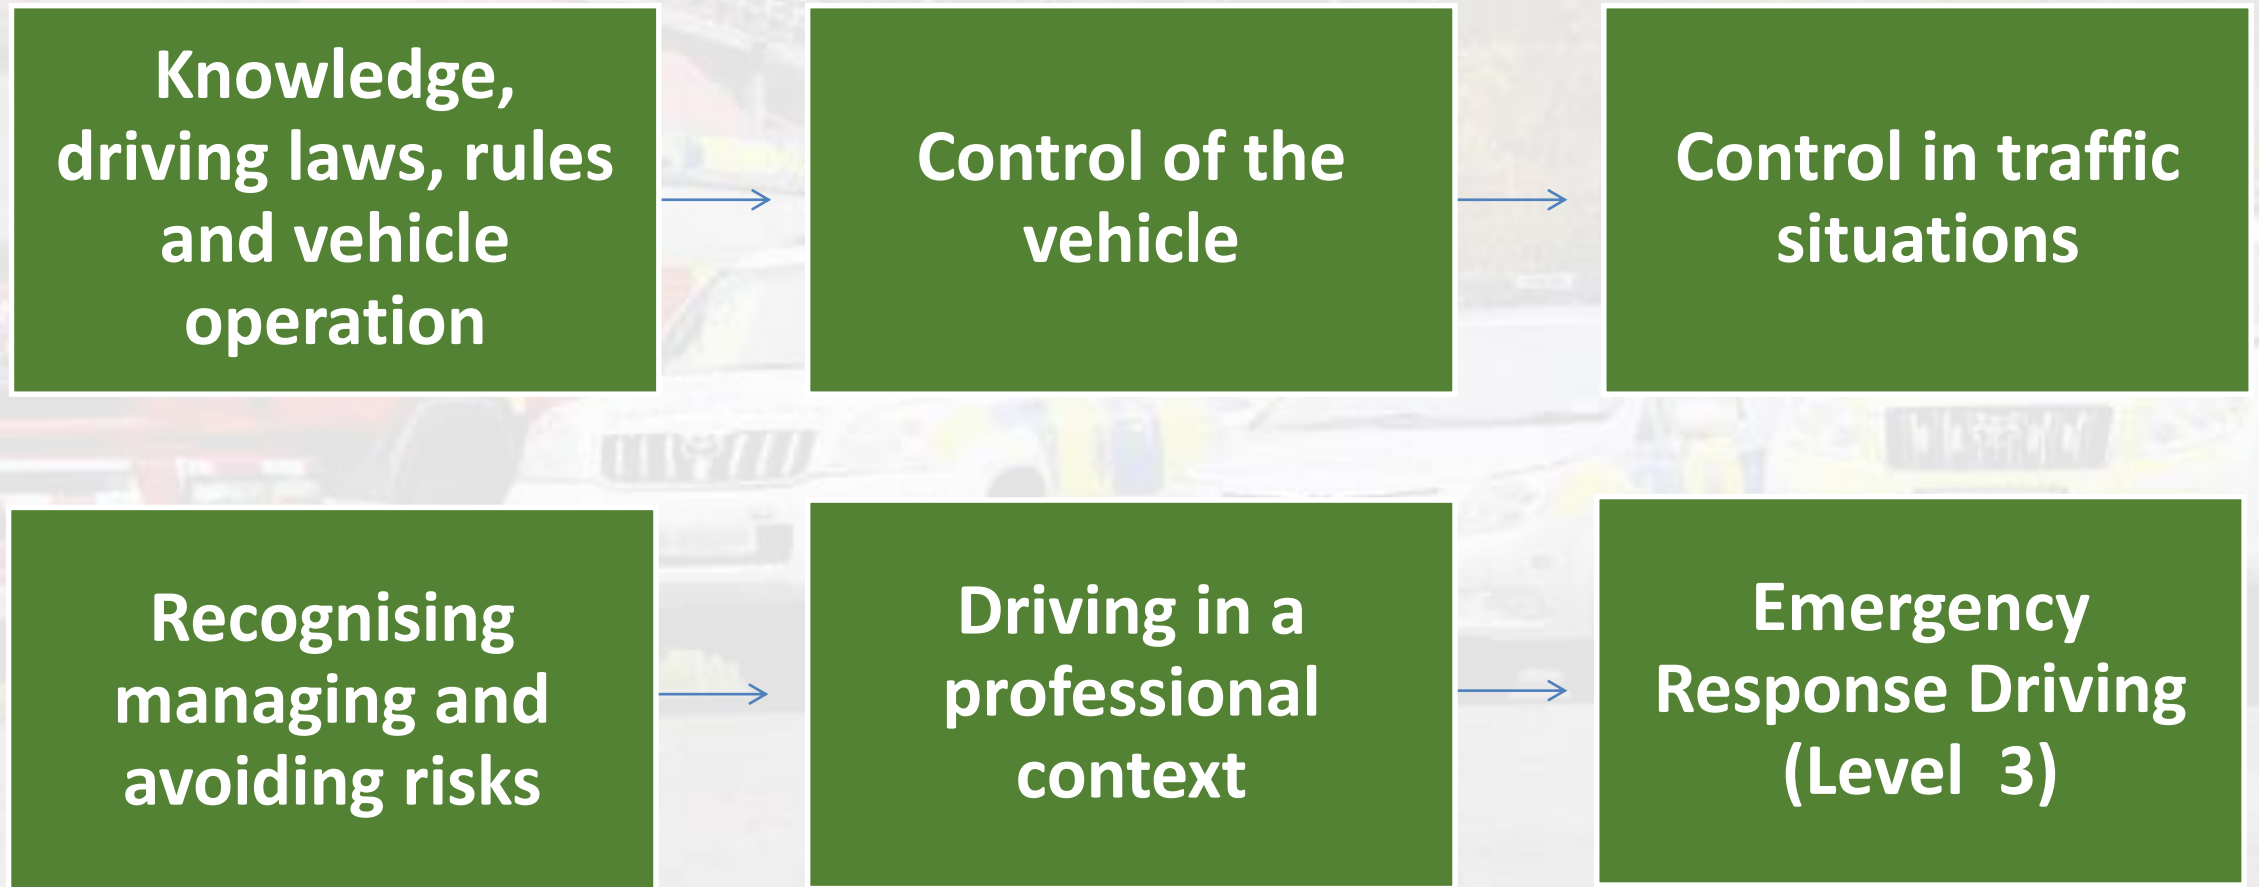 Knowledge,
driving laws, rules
and vehicle
operation
Control of the
vehicle
Control in traffic
situations
Recognising
managing and
avoiding risks
Driving in a
professional
context
Emergency
Response Driving
(Level  3)